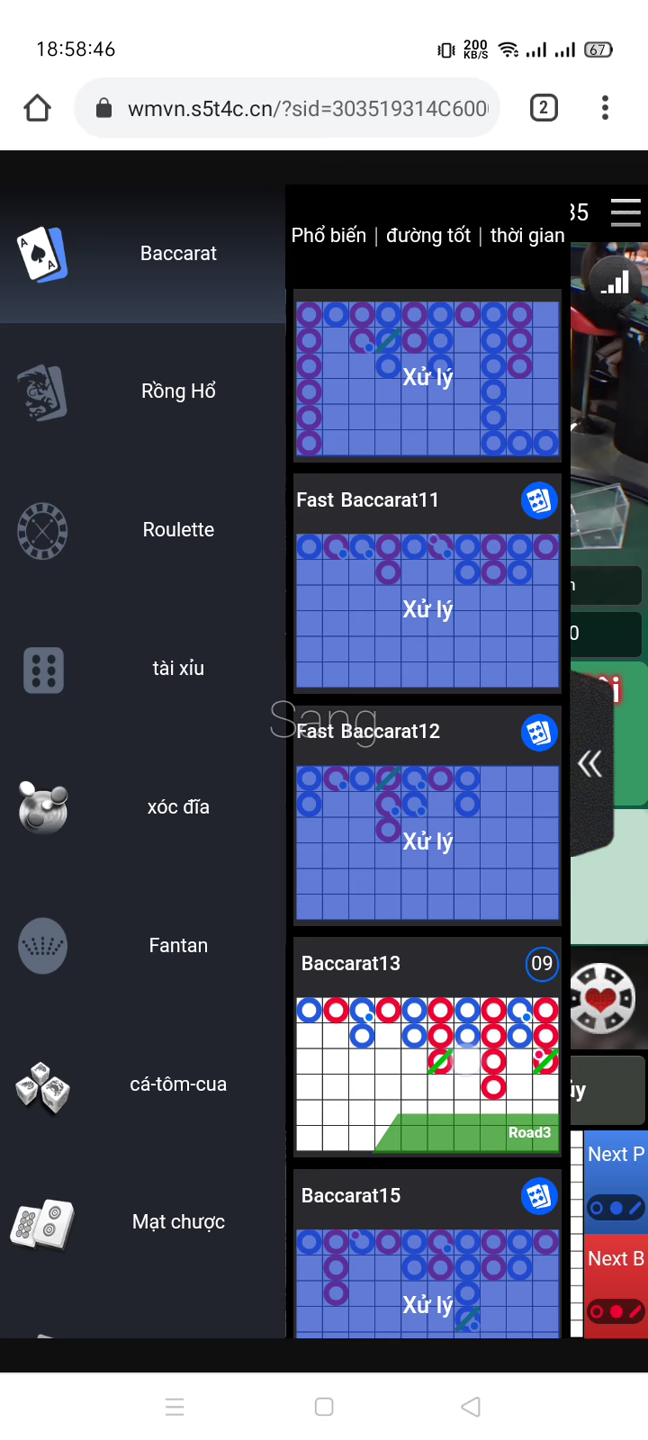 18:58:46
200 KB/S
67
wmvn.s5t4c.cn/?sid=303519314C600
2
35
Phổ biến | đường tốt | thời gian
Baccarat
Rồng Hổ
Roulette
tài xỉu
xóc đĩa
Fantan
cá-tôm-cua
Mạt chược
Xử lý
Fast Baccarat11
Xử lý
Sang
Fast Baccarat12
Xử lý
Baccarat13
09
Road3
Baccarat15
Xử lý
0
Next P
Next B